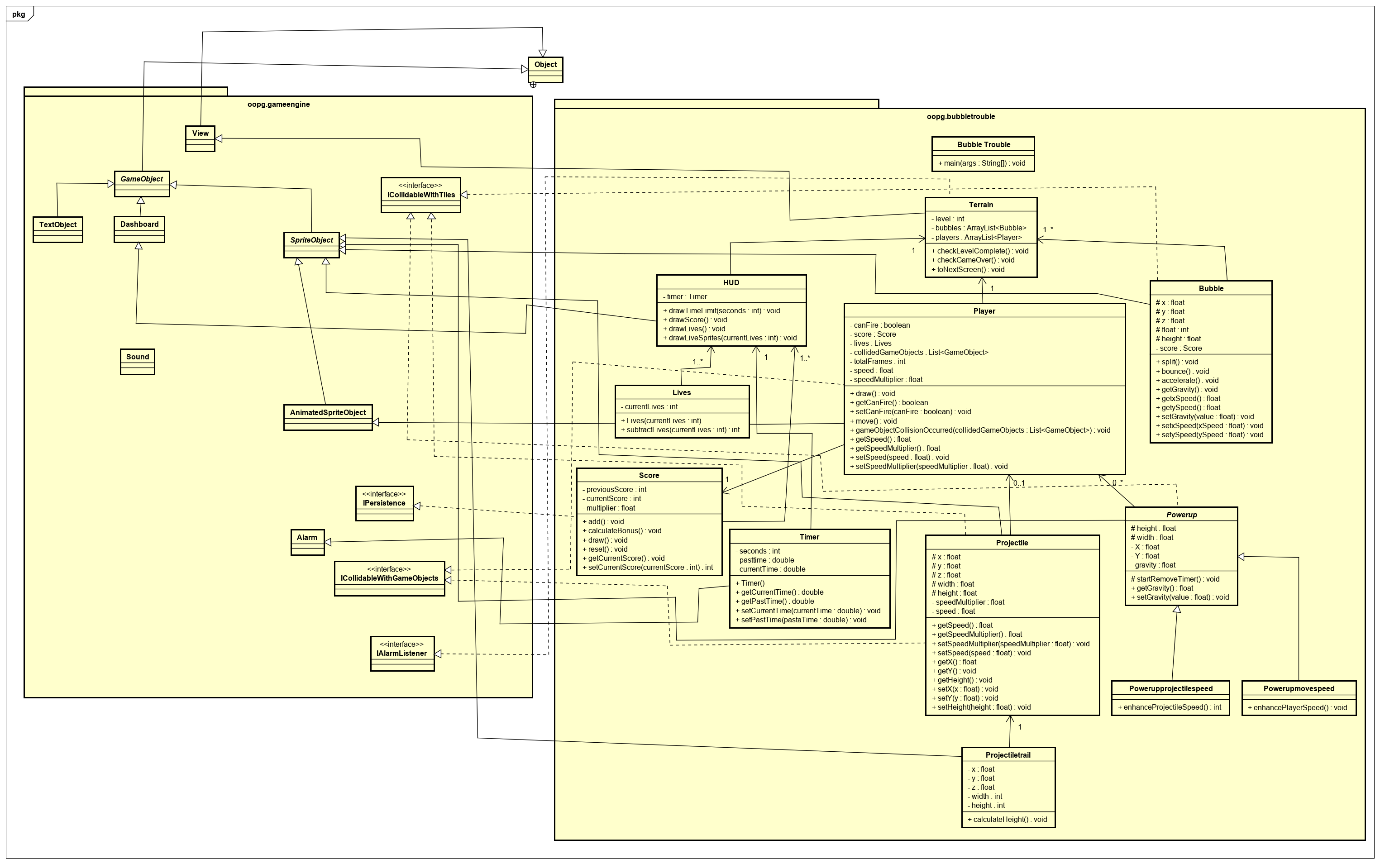 pkg
Object
oopg.gameengine
View
GameObject
TextObject
Dashboard
<<interface>>
ICollidableWithTiles
SpriteObject
Sound
AnimatedSpriteObject
<<interface>>
IPersistence
Alarm
<<interface>>
ICollidableWithGameObjects
<<interface>>
IAlarmListener
oopg.bubbletrouble
Bubble Trouble
+ main(args : String[]) : void
Terrain
- level : int
- bubbles : ArrayList<Bubble>
- players : ArrayList<Player>
+ checkLevelComplete() : void
+ checkGameOver() : void
+ toNextScreen() : void
1
1..*
1
HUD
- timer : Timer
+ drawTimeLimit(seconds : int) : void
+ drawScore() : void
+ drawLives() : void
+ drawLiveSprites(currentLives : int) : void
1..*
1
1..*
Bubble
# x : float
# y : float
# z : float
# float : int
# height : float
- score : Score
+ split() : void
+ bounce() : void
+ accelerate() : void
+ getGravity() : void
+ getxSpeed() : float
+ getySpeed() : float
+ setGravity(value : float) : void
+ setxSpeed(xSpeed : float) : void
+ setySpeed(ySpeed : float) : void
Player
- canFire : boolean
- score : Score
- lives : Lives
- collidedGameObjects : List<GameObject>
- totalFrames : int
- speed : float
- speedMultiplier : float
+ draw() : void
+ getCanFire() : boolean
+ setCanFire(canFire : boolean) : void
+ move() : void
+ gameObjectCollisionOccurred(collidedGameObjects : List<GameObject>) : void
+ getSpeed() : float
+ getSpeedMultiplier() : float
+ setSpeed(speed : float) : void
+ setSpeedMultiplier(speedMultiplier : float) : void
Lives
- currentLives : int
+ Lives(currentLives : int)
+ subtractLives(currentLives : int) : int
Score
- previousScore : int
- currentScore : int
multiplier : float
+ add() : void
+ calculateBonus() : void
+ draw() : void
+ reset() : void
+ getCurrentScore() : void
+ setCurrentScore(currentScore : int) : int
1
0..1
0..*
Timer
seconds : int
pasttime : double
currentTime : double
+ Timer()
+ getCurrentTime() : double
+ getPastTime() : double
+ setCurrentTime(currentTime : double) : void
+ setPastTime(pastaTime : double) : void
Projectile
# x : float
# y : float
# z : float
# width : float
# height : float
speedMultiplier : float
- speed : float
+ getSpeed() : float
+ getSpeedMultiplier() : float
+ setSpeedMultiplier(speedMultiplier : float) : void
+ setSpeed(speed : float) : void
+ getX() : float
+ getY() : void
+ getHeight() : void
+ setX(x : float) : void
+ setY(y : float) : void
+ setHeight(height : float) : void
1
Powerup
# height : float
# width : float
- X : float
Y : float
gravity : float
# startRemoveTimer() : void
+ getGravity() : float
+ setGravity(value : float) : void
Powerupprojectilespeed
+ enhanceProjectileSpeed() : int
Powerupmovespeed
+ enhancePlayerSpeed() : void
Projectiletrail
x : float
- y : float
- z : float
- width : int
- height : int
+ calculateHeight() : void